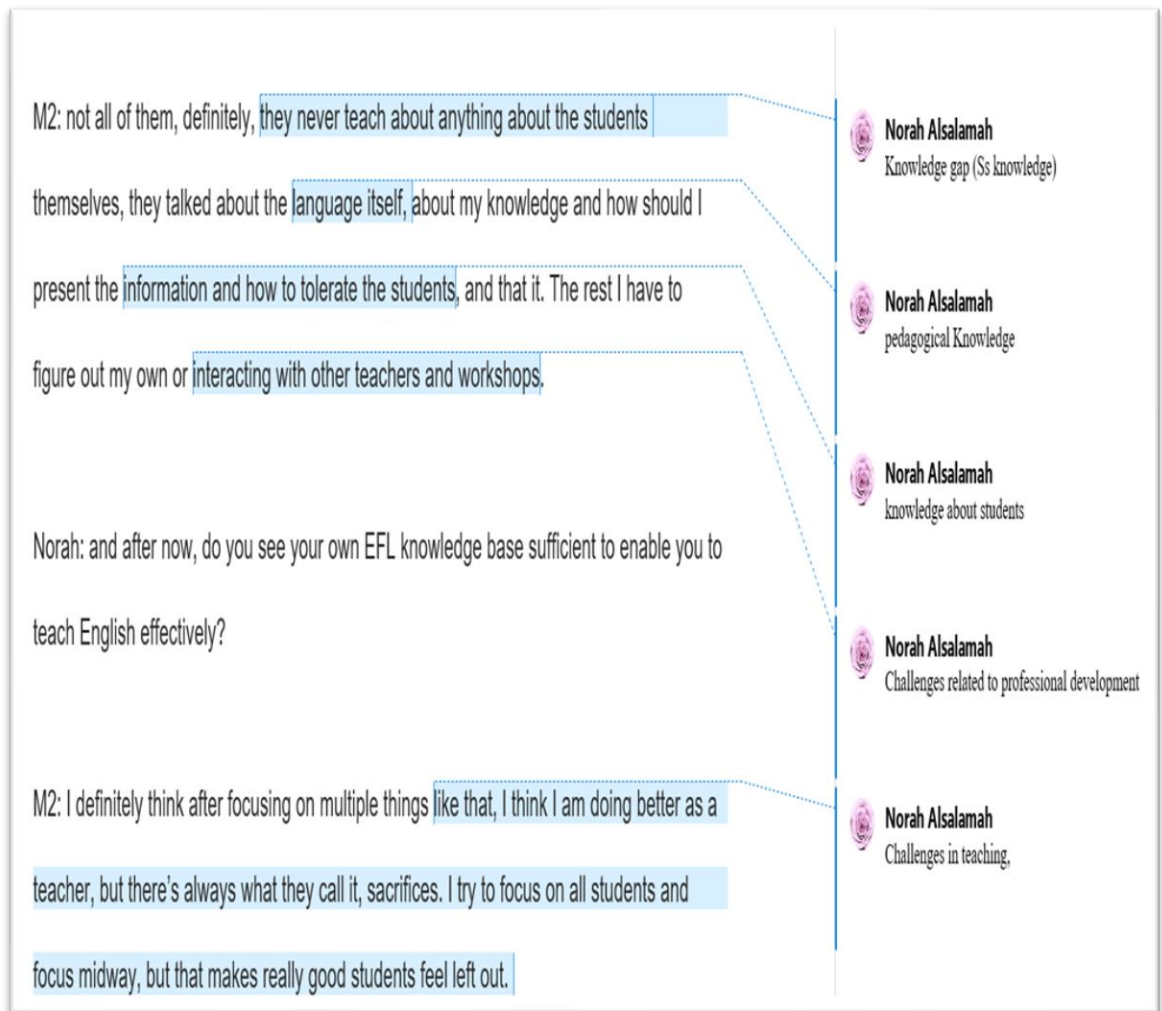 M2: not all of them, definitely, they never teach about anything about the students
Norah Alsalamah
Knowledge gap (Ss knowledge)
themselves, they talked about the language itself, about my knowledge and how should I
Norah Alsalamah
pedagogical Knowledge
present the information and how to tolerate the students, and that it. The rest I have to
figure out my own or interacting with other teachers and workshops.
Norah Alsalamah
knowledge about students
Norah: and after now, do you see your own EFL knowledge base sufficient to enable you to
teach English effectively?
Norah Alsalamah
Challenges related to professional development
M2: I definitely think after focusing on multiple things like that, I think I am doing better as a
Norah Alsalamah
Challenges in teaching,
teacher, but there's always what they call it, sacrifices. I try to focus on all students and
focus midway, but that makes really good students feel left out.